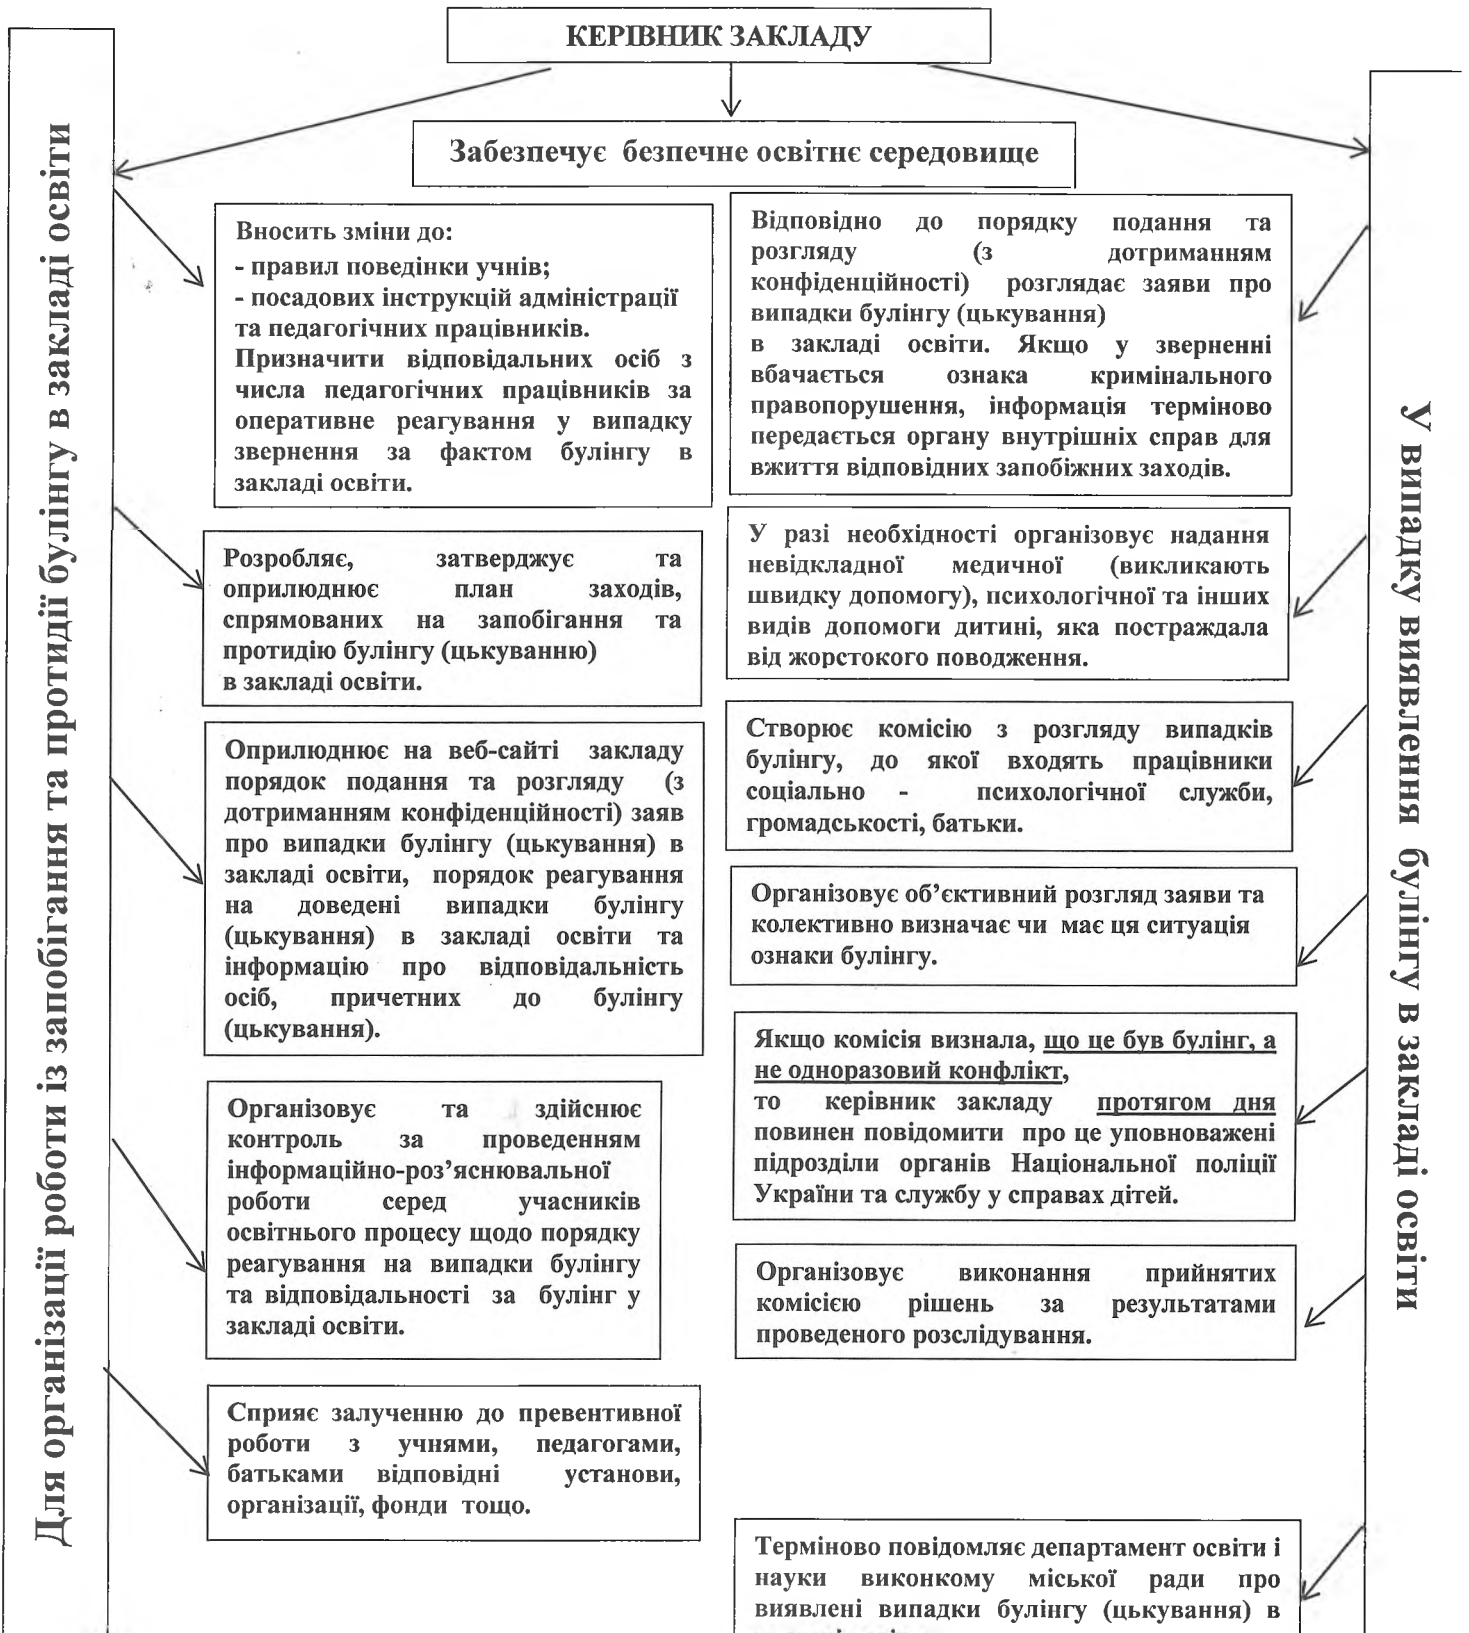 КЕРІВНИК ЗАКЛАДУ
Забезпечує безпечне освітнє середовище
Для організації роботи із запобігання та протидії булінгу в закладі освіти
Вносить зміни до:
- правил поведінки учнів;
- посадових інструкцій адміністрації
та педагогічних працівників.
Призначити відповідальних осіб з
числа педагогічних працівників за
оперативне реагування у випадку
звернення за фактом булінгу в
закладі освіти.
Розробляє, затверджує та
оприлюднює план заходів,
спрямованих на запобігання та
протидію булінгу (цькуванню)
в закладі освіти.
Оприлюднює на веб-сайті закладу
порядок подання та розгляду (з
дотриманням конфіденційності) заяв
про випадки булінгу (цькування) в
закладі освіти, порядок реагування
на доведені випадки булінгу
(цькування) в закладі освіти та
інформацію про відповідальність
осіб, причетних до булінгу
(цькування).
Організовує та здійснює
контроль за проведенням
інформаційно-роз’яснювальної
роботи серед учасників
освітнього процесу щодо порядку
реагування на випадки булінгу
та відповідальності за булінг у
закладі освіти.
Сприяє залученню до превентивної
роботи з учнями, педагогами,
батьками відповідні установи,
організації, фонди тощо.
У випадку виявлення булінгу в закладі освіти
Відповідно до порядку подання та
розгляду (з дотриманням
конфіденційності) розглядає заяви про
випадки булінгу (цькування)
в закладі освіти. Якщо у зверненні
вбачається ознака кримінального
правопорушення, інформація терміново
передається органу внутрішніх справ для
вжиття відповідних запобіжних заходів.
У разі необхідності організовує надання
невідкладної медичної (викликають
швидку допомогу), психологічної та інших
видів допомоги дитині, яка постраждала
від жорстокого поводження.
Створює комісію з розгляду випадків
булінгу, до якої входять працівники
соціально - психологічної служби,
громадськості, батьки.
Організовує об’єктивний розгляд заяви та
колективно визначає чи має ця ситуація
ознаки булінгу.
Якщо комісія визнала, що це був булінг, а
не одноразовий конфлікт,
то керівник закладу протягом дня
повинен повідомити про це уповноважені
підрозділи органів Національної поліції
України та службу у справах дітей.
Організовує виконання прийнятих
комісією рішень за результатами
проведеного розслідування.
Терміново повідомляє департамент освіти і
науки виконкому міської ради про
виявлені випадки булінгу (цькування) в